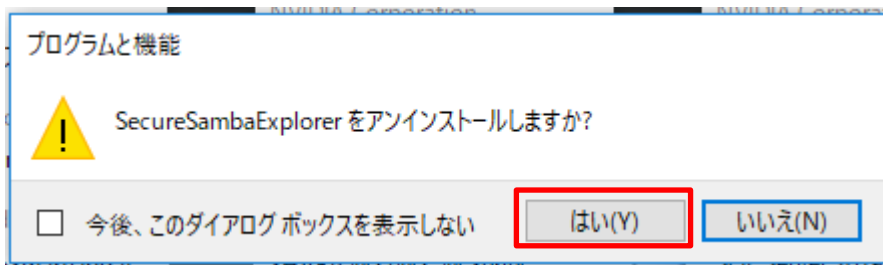 NVIDIA Corporation
プログラムと機能
SecureSambaExplorer をアンインストールしますか?
今後、このダイアログ ボックスを表示しない
はい(Y)
いいえ(N)